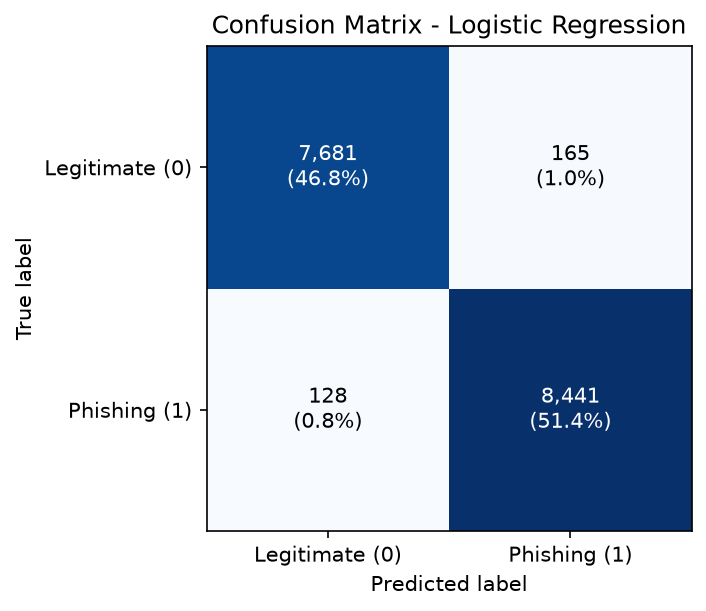 Confusion Matrix - Logistic Regression
True label
Legitimate (0)
7,681
(46.8%)
165
(1.0%)
Phishing (1)
128
(0.8%)
8,441
(51.4%)
Legitimate (0)
Phishing (1)
Predicted label